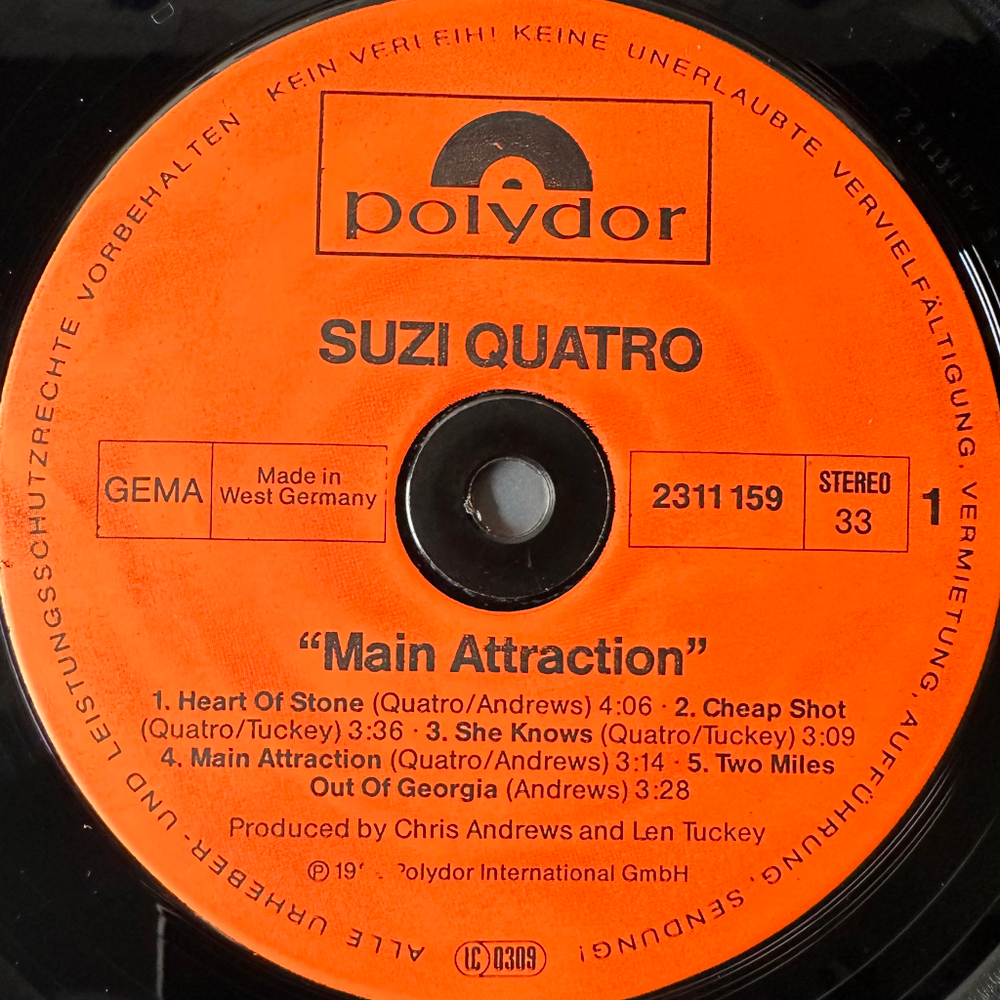 ALLE URHEBER- UND LEISTUNGSSCHUTZRECHTE VORBEHALTEN KEIN VERLEIH! KEINE UNERLAUBTE VERVIELFÄLTIGUNG, VERMIETUNG, AUFFÜHRUNG, SENDUNG!
polydor
SUZI QUATRO
GEMA
Made in
West Germany
2311 159
STEREO
33
1
“Main Attraction”
1. Heart Of Stone (Quatro/Andrews) 4:06 · 2. Cheap Shot
(Quatro/Tuckey) 3:36 · 3. She Knows (Quatro/Tuckey) 3:09
4. Main Attraction (Quatro/Andrews) 3:14 · 5. Two Miles
Out Of Georgia (Andrews) 3:28
Produced by Chris Andrews and Len Tuckey
℗ Polydor International GmbH
LC 0309